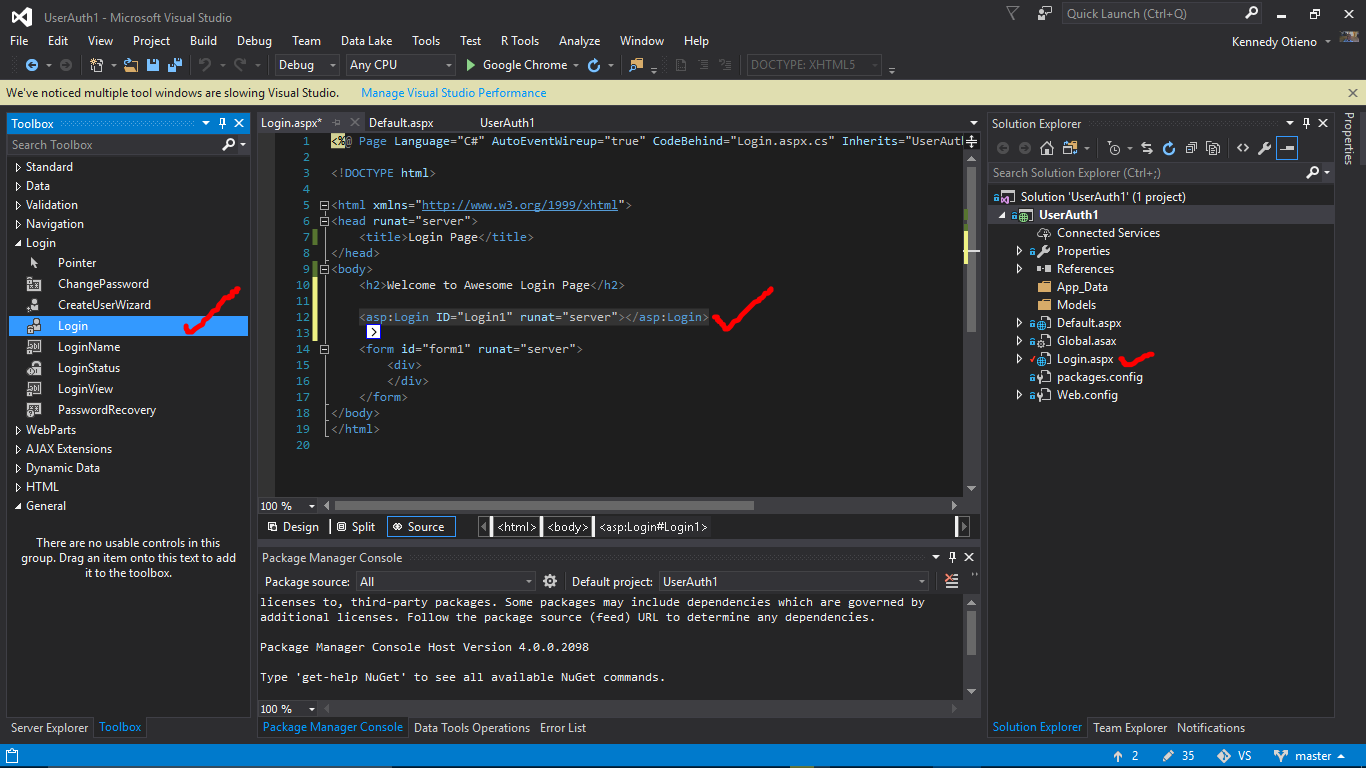 UserAuth1 - Microsoft Visual Studio
Quick Launch (Ctrl+Q)
File Edit View Project Build Debug Team Data Lake Tools Test R Tools Analyze Window Help
Kennedy Otieno
Debug Any CPU Google Chrome DOCTYPE: XHTML5
We've noticed multiple tool windows are slowing Visual Studio. Manage Visual Studio Performance
Toolbox
Search Toolbox
Standard
Data
Validation
Navigation
Login
Pointer
ChangePassword
CreateUserWizard
Login
LoginName
LoginStatus
LoginView
PasswordRecovery
WebParts
AJAX Extensions
Dynamic Data
HTML
General
There are no usable controls in this
group. Drag an item onto this text to add
it to the toolbox.
Server Explorer Toolbox
Login.aspx* Default.aspx UserAuth1
1 <%@ Page Language="C#" AutoEventWireup="true" CodeBehind="Login.aspx.cs" Inherits="UserAuth
2
3 <!DOCTYPE html>
4
5 <html xmlns="http://www.w3.org/1999/xhtml">
6 <head runat="server">
7 <title>Login Page</title>
8 </head>
9 <body>
10 <h2>Welcome to Awesome Login Page</h2>
11
12 <asp:Login ID="Login1" runat="server"></asp:Login>
13
14 <form id="form1" runat="server">
15 <div>
16 </div>
17 </form>
18 </body>
19 </html>
20
100 %
Design Split Source <html> <body> <asp:Login#Login1>
Package Manager Console
Package source: All Default project: UserAuth1
licenses to, third-party packages. Some packages may include dependencies which are governed by
additional licenses. Follow the package source (feed) URL to determine any dependencies.
Package Manager Console Host Version 4.0.0.2098
Type 'get-help NuGet' to see all available NuGet commands.
100 %
Package Manager Console Data Tools Operations Error List
Solution Explorer
Search Solution Explorer (Ctrl+;)
Solution 'UserAuth1' (1 project)
UserAuth1
Connected Services
Properties
References
App_Data
Models
Default.aspx
Global.asax
Login.aspx
packages.config
Web.config
Solution Explorer Team Explorer Notifications
Properties
2 35 VS master